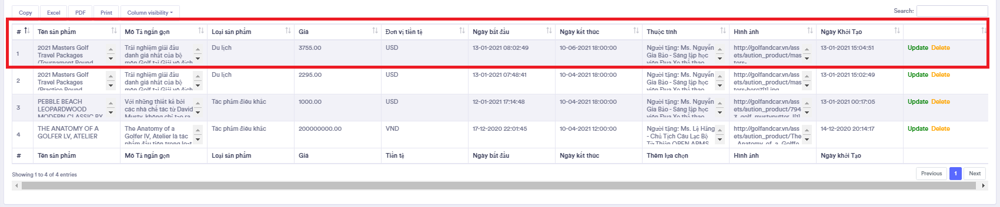 Copy Excel PDF Print Column visibility Search:
# Tên sản phẩm Mô Tả ngắn gọn Loại sản phẩm Giá Đơn vị tiền tệ Ngày bắt đầu Ngày kết thúc Thuộc tính Hình ảnh Ngày Khởi Tạo
1 2021 Masters Golf Travel Packages (Tournament Round Trải nghiệm giải đấu danh giá nhất của bộ môn Golf tại Giải vô địch Du lịch 3755.00 USD 13-01-2021 08:02:49 10-06-2021 18:00:00 Người tặng: Ms. Nguyễn Gia Bảo - Sáng lập học viện Đua Xe thể thao http://golfandcar.vn/assets/aution_product/masters- 13-01-2021 15:04:51 Update Delete
2 2021 Masters Golf Travel Packages (Practice Round Trải nghiệm giải đấu danh giá nhất của bộ môn Golf tại Giải vô địch Du lịch 2295.00 USD 13-01-2021 07:48:41 10-04-2021 18:00:00 Người tặng: Ms. Nguyễn Gia Bảo - Sáng lập học viện Đua Xe thể thao http://golfandcar.vn/assets/aution_product/masters-hero7[1].jpg 13-01-2021 15:02:49 Update Delete
3 PEBBLE BEACH LEOPARDWOOD MODERN CLASSIC BY Với những thiết kế bởi các nhà chế tác từ David Musty, không chỉ tạo ra Tác phẩm điêu khắc 1000.00 USD 12-01-2021 17:14:48 10-04-2021 18:00:00 Người tặng: Ms. Nguyễn Gia Bảo - Sáng lập học viện Đua Xe thể thao http://golfandcar.vn/assets/aution_product/7943_golf_mustyputter_1[1] 13-01-2021 00:17:05 Update Delete
4 THE ANATOMY OF A GOLFER LV, ATELIER The Anatomy of a Golfer IV, Atelier là tác phẩm đầu tiên trong loạt Tác phẩm điêu khắc 200000000.00 VND 17-12-2020 22:01:45 10-04-2021 12:00:00 Người tặng: Ms. Lệ Hằng - Chủ Tịch Câu Lạc Bộ Từ Thiện OPEN ARMS http://golfandcar.vn/assets/aution_product/The_Anatomy_of_a_Golffe 14-12-2020 20:14:17 Update Delete
# Tên sản phẩm Mô Tả ngắn gọn Loại sản phẩm Giá Tiền tệ Ngày bắt đầu Ngày kết thúc Thêm lựa chọn Hình ảnh Ngày khởi Tạo
Showing 1 to 4 of 4 entries Previous 1 Next